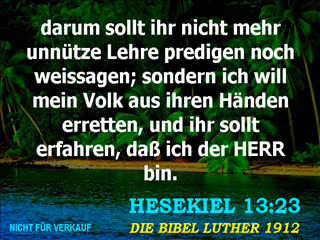 darum sollt ihr nicht mehr
unnütze Lehre predigen noch
weissagen; sondern ich will
mein Volk aus ihren Händen
erretten, und ihr sollt
erfahren, daß ich der HERR
bin.
HESEKIEL 13:23
NICHT FÜR VERKAUF
DIE BIBEL LUTHER 1912